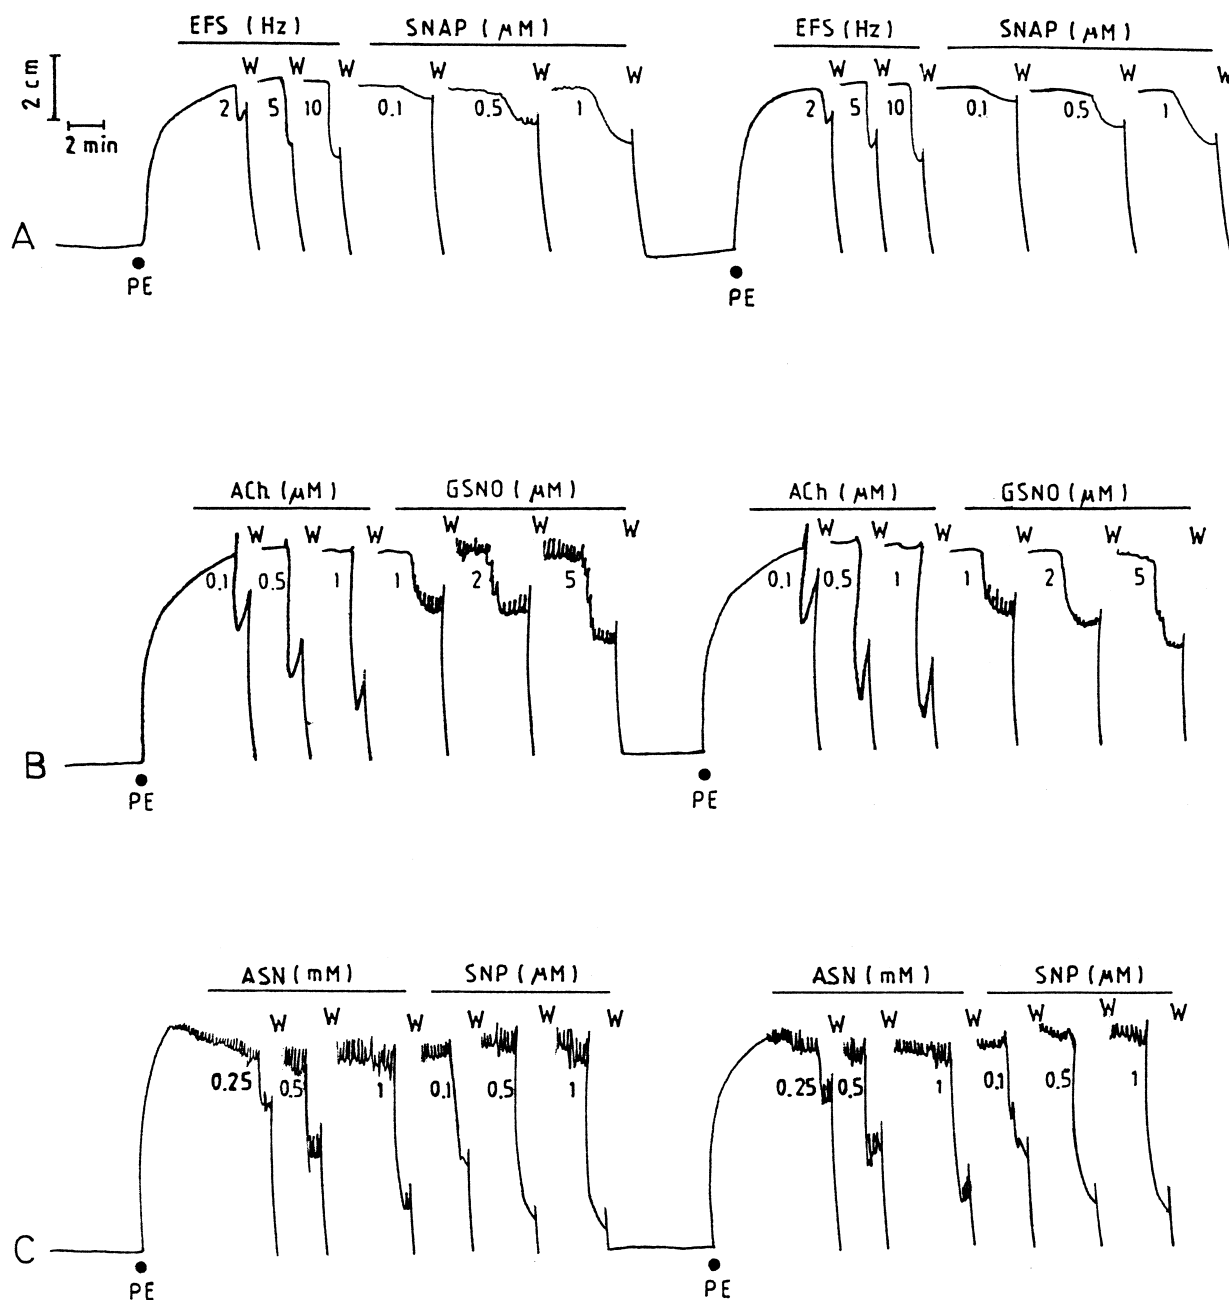 EFS (Hz) SNAP (μM) EFS (Hz) SNAP (μM)
W W W W W W W W W W W W
2 5 10 0.1 0.5 1 2 5 10 0.1 0.5 1
2 cm
2 min
A
PE PE
ACh (μM) GSNO (μM) ACh (μM) GSNO (μM)
W W W W W W W W W W W W
0.1 0.5 1 1 2 5 0.1 0.5 1 1 2 5
B
PE PE
ASN (mM) SNP (μM) ASN (mM) SNP (μM)
W W W W W W W W W W W W
0.25 0.5 1 0.1 0.5 1 0.25 0.5 1 0.1 0.5 1
C
PE PE